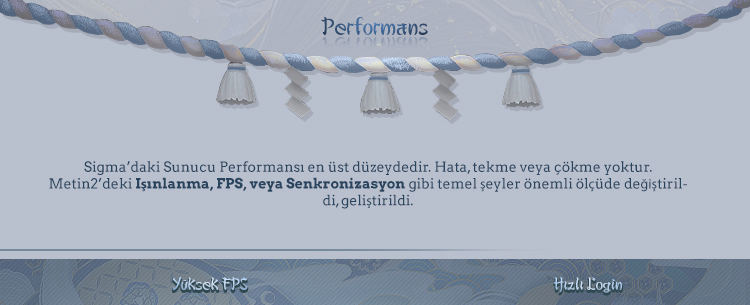 Performans
Sigma'daki Sunucu Performansı en üst düzeydedir. Hata, tekme veya çökme yoktur.
Metin2'deki Işınlanma, FPS, veya Senkronizasyon gibi temel şeyler önemli ölçüde değiştiril-
di, geliştirildi.
Yüksek FPS
Hızlı Login